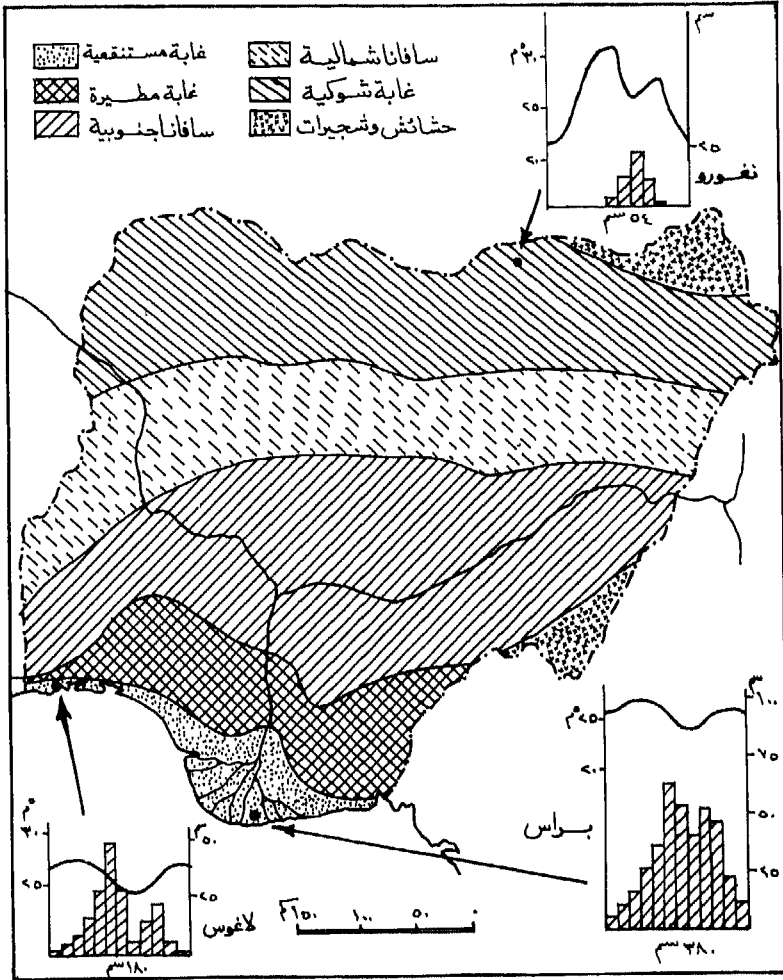 سافانا شمالية
غابة شوكية
حشائش وشجيرات
غابة مستنقعية
غابة مطيرة
سافانا جنوبية
سم
°م ٣٠
٢٥
٢٠
٢٥
نغورو
٥٤ سم
سم ١٠٠
٧٥
٥٠
٢٥
°م ٢٥
٢٠
براس
٣٨٠ سم
°م
٣٠
٢٥
سم ٥٠
٢٥
لاغوس
١٨٠ سم
٠
٥٠
١٠٠
١٥٠ كم